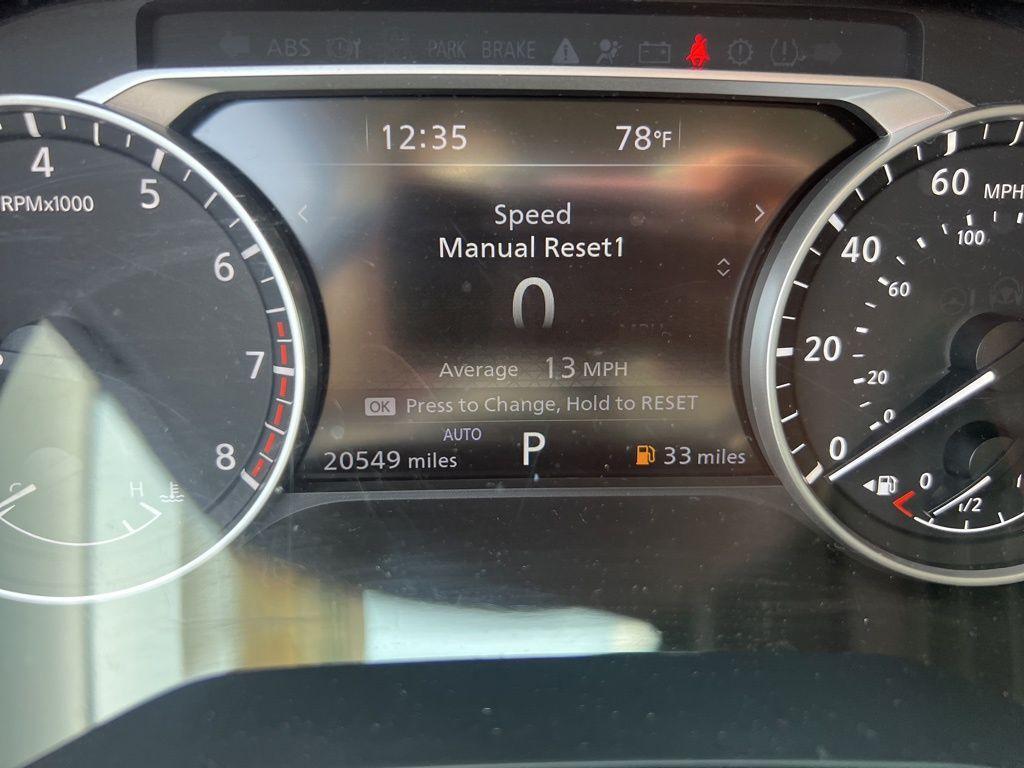 ABS PARK BRAKE
12:35 78°F
4
5
RPMx1000
6
7
8
C H
Speed
Manual Reset1
0
Average 13 MPH
OK Press to Change, Hold to RESET
AUTO
20549 miles P 33 miles
60 MPH
100
40
60
20
20
0
0
0
1/2